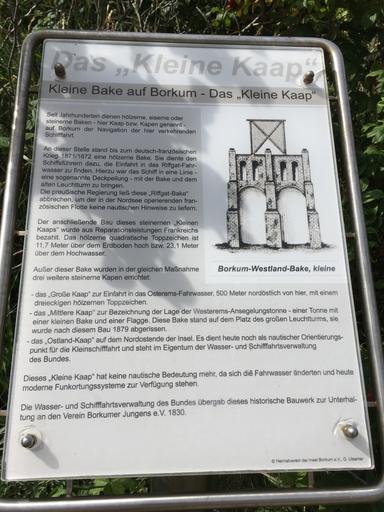 Das „Kleine Kaap“
Kleine Bake auf Borkum - Das „Kleine Kaap“
Seit Jahrhunderten dienen hölzerne, eiserne oder
steinerne Baken - hier Kaap bzw. Kapen genannt -
auf Borkum der Navigation der hier verkehrenden
Schifffahrt.
An dieser Stelle stand bis zum deutsch-französischen
Krieg 1871/1872 eine hölzerne Bake. Sie diente den
Schiffsführern dazu, die Einfahrt in das Riffgat-Fahr-
wasser zu finden. Hierzu war das Schiff in eine Linie -
eine sogenannte Deckpeilung - mit der Bake und dem
alten Leuchtturm zu bringen.
Die preußische Regierung ließ diese „Riffgat-Bake“
abbrechen, um der in der Nordsee operierenden fran-
zösischen Flotte keine nautischen Hinweise zu liefern.
Der anschließende Bau dieses steinernen „Kleinen
Kaaps“ wurde aus Reparationsleistungen Frankreichs
bezahlt. Das hölzerne quadratische Toppzeichen ist
11,7 Meter über dem Erdboden hoch bzw. 23,1 Meter
über dem Hochwasser.
Borkum-Westland-Bake, kleine
Außer dieser Bake wurden in der gleichen Maßnahme
drei weitere steinerne Kapen errichtet:
- das „Große Kaap“ zur Einfahrt in das Osterems-Fahrwasser, 500 Meter nordöstlich von hier, mit einem
dreieckigen hölzernen Toppzeichen.
- das „Mittlere Kaap“ zur Bezeichnung der Lage der Westerems-Ansegelungstonne - einer Tonne mit
einer kleinen Bake und einer Flagge. Diese Bake stand auf dem Platz des großen Leuchtturms, sie
wurde nach diesem Bau 1879 abgerissen.
- das „Ostland-Kaap“ auf dem Nordostende der Insel. Es dient heute noch als nautischer Orientierungs-
punkt für die Kleinschifffahrt und steht im Eigentum der Wasser- und Schifffahrtsverwaltung
des Bundes.
Dieses „Kleine Kaap“ hat keine nautische Bedeutung mehr, da sich die Fahrwasser änderten und heute
moderne Funkortungssysteme zur Verfügung stehen.
Die Wasser- und Schifffahrtsverwaltung des Bundes übergab dieses historische Bauwerk zur Unterhal-
tung an den Verein Borkumer Jungens e.V. 1830.
© Heimatverein der Insel Borkum e.V., G.